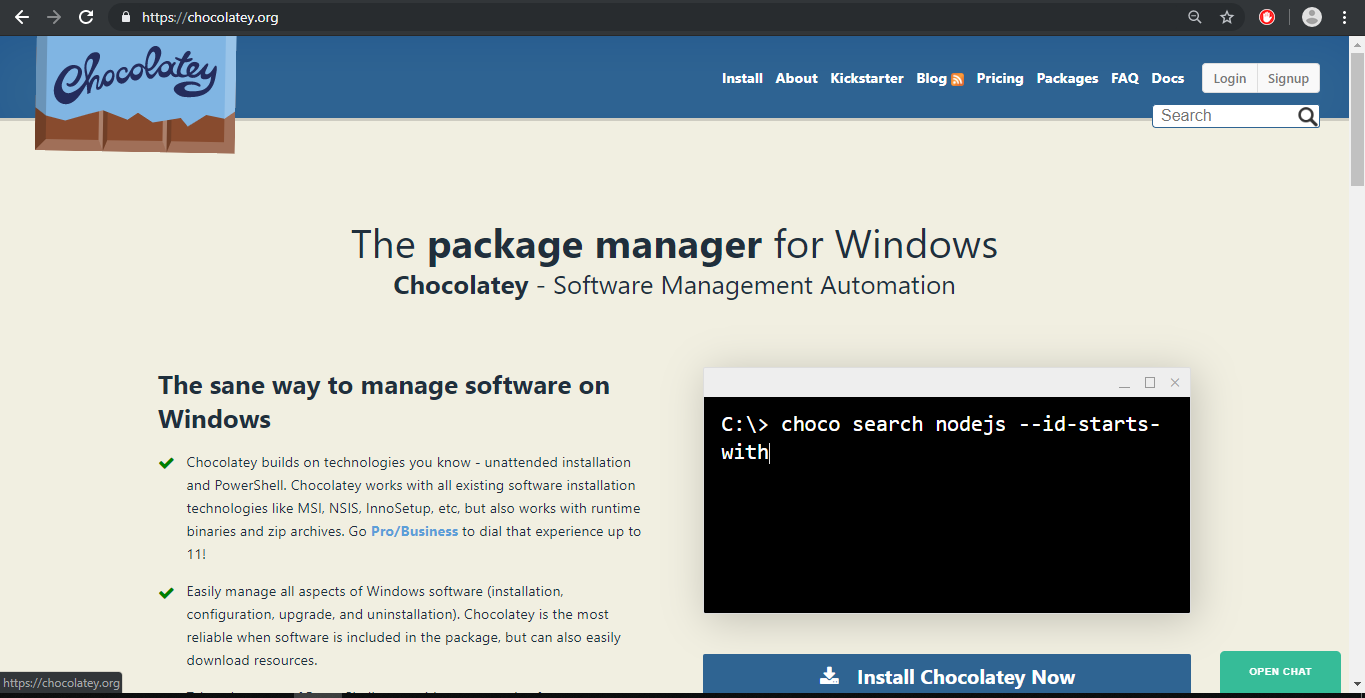 https://chocolatey.org
Chocolatey
Install About Kickstarter Blog Pricing Packages FAQ Docs Login Signup
Search
The package manager for Windows
Chocolatey - Software Management Automation
The sane way to manage software on
Windows
Chocolatey builds on technologies you know - unattended installation
and PowerShell. Chocolatey works with all existing software installation
technologies like MSI, NSIS, InnoSetup, etc, but also works with runtime
binaries and zip archives. Go Pro/Business to dial that experience up to
11!
Easily manage all aspects of Windows software (installation,
configuration, upgrade, and uninstallation). Chocolatey is the most
reliable when software is included in the package, but can also easily
download resources.
C:\> choco search nodejs --id-starts-
with
Install Chocolatey Now
OPEN CHAT
https://chocolatey.org